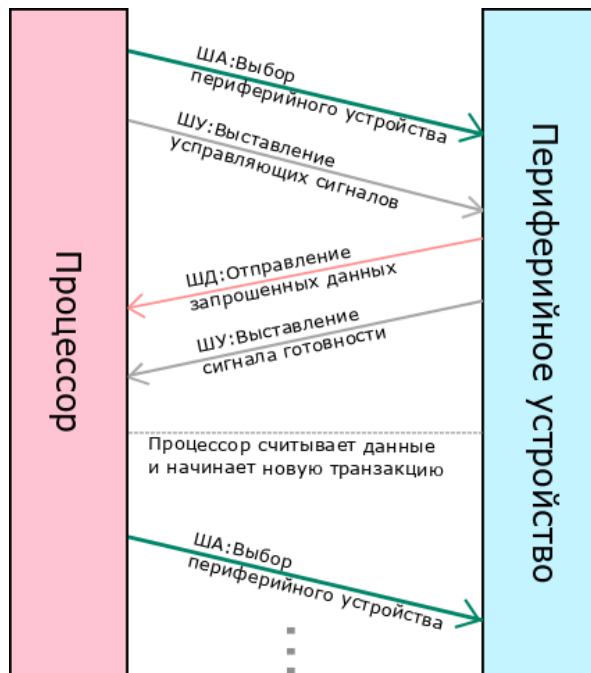 ША:Выбор
периферийного устройства
ШУ:Выставление
усправляющих сигналов
ШД:Отправление
запрошенных данных
ШУ:Выставление
сигнала готовности
Процессор
Периферийное устройство
Процессор считывает данные
и начинает новую транзакцию
ША:Выбор
периферийного устройства